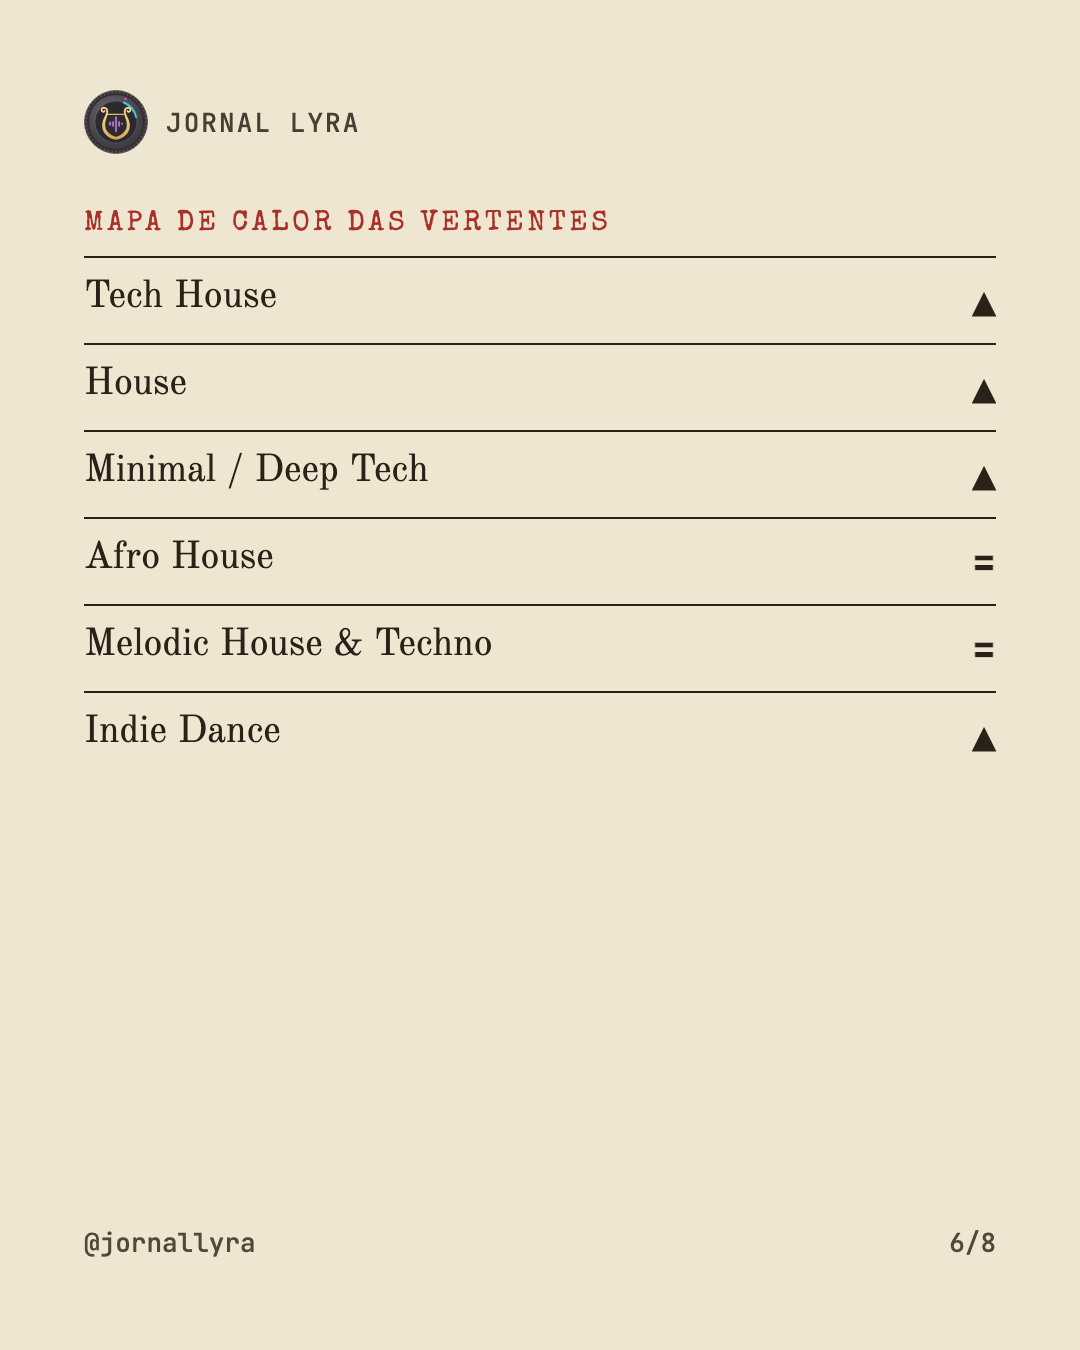 JORNAL LYRA
MAPA DE CALOR DAS VERTENTES
Tech House ▲
House ▲
Minimal / Deep Tech ▲
Afro House =
Melodic House & Techno =
Indie Dance ▲
@jornallyra 6/8